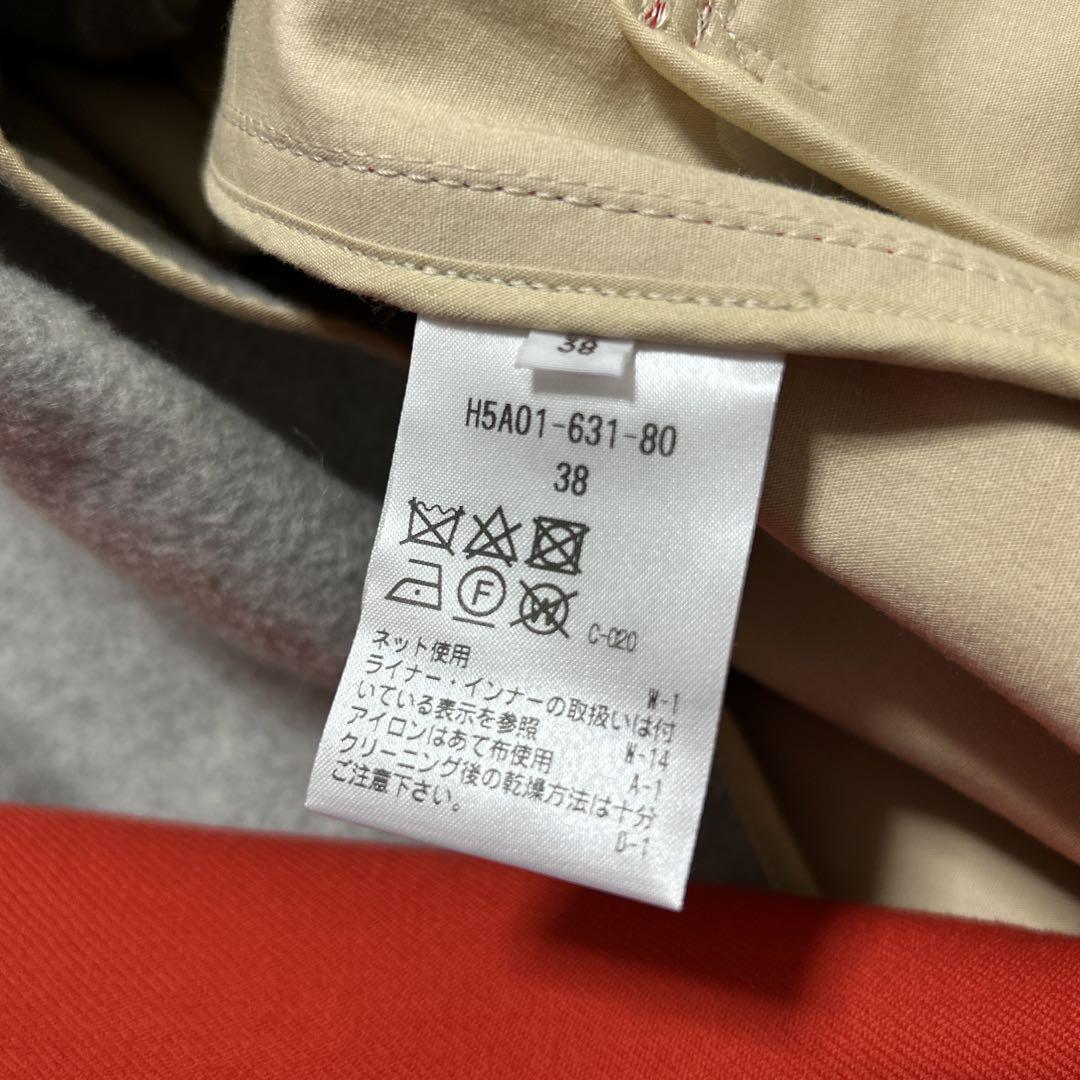 38
H5A01-631-80
38
F
W
C-020
ネット使用
W-1
ライナー・インナーの取扱いは付
いている表示を参照
W-14
アイロンはあて布使用
A-1
クリーニング後の乾燥方法は十分
ご注意下さい。
D-1